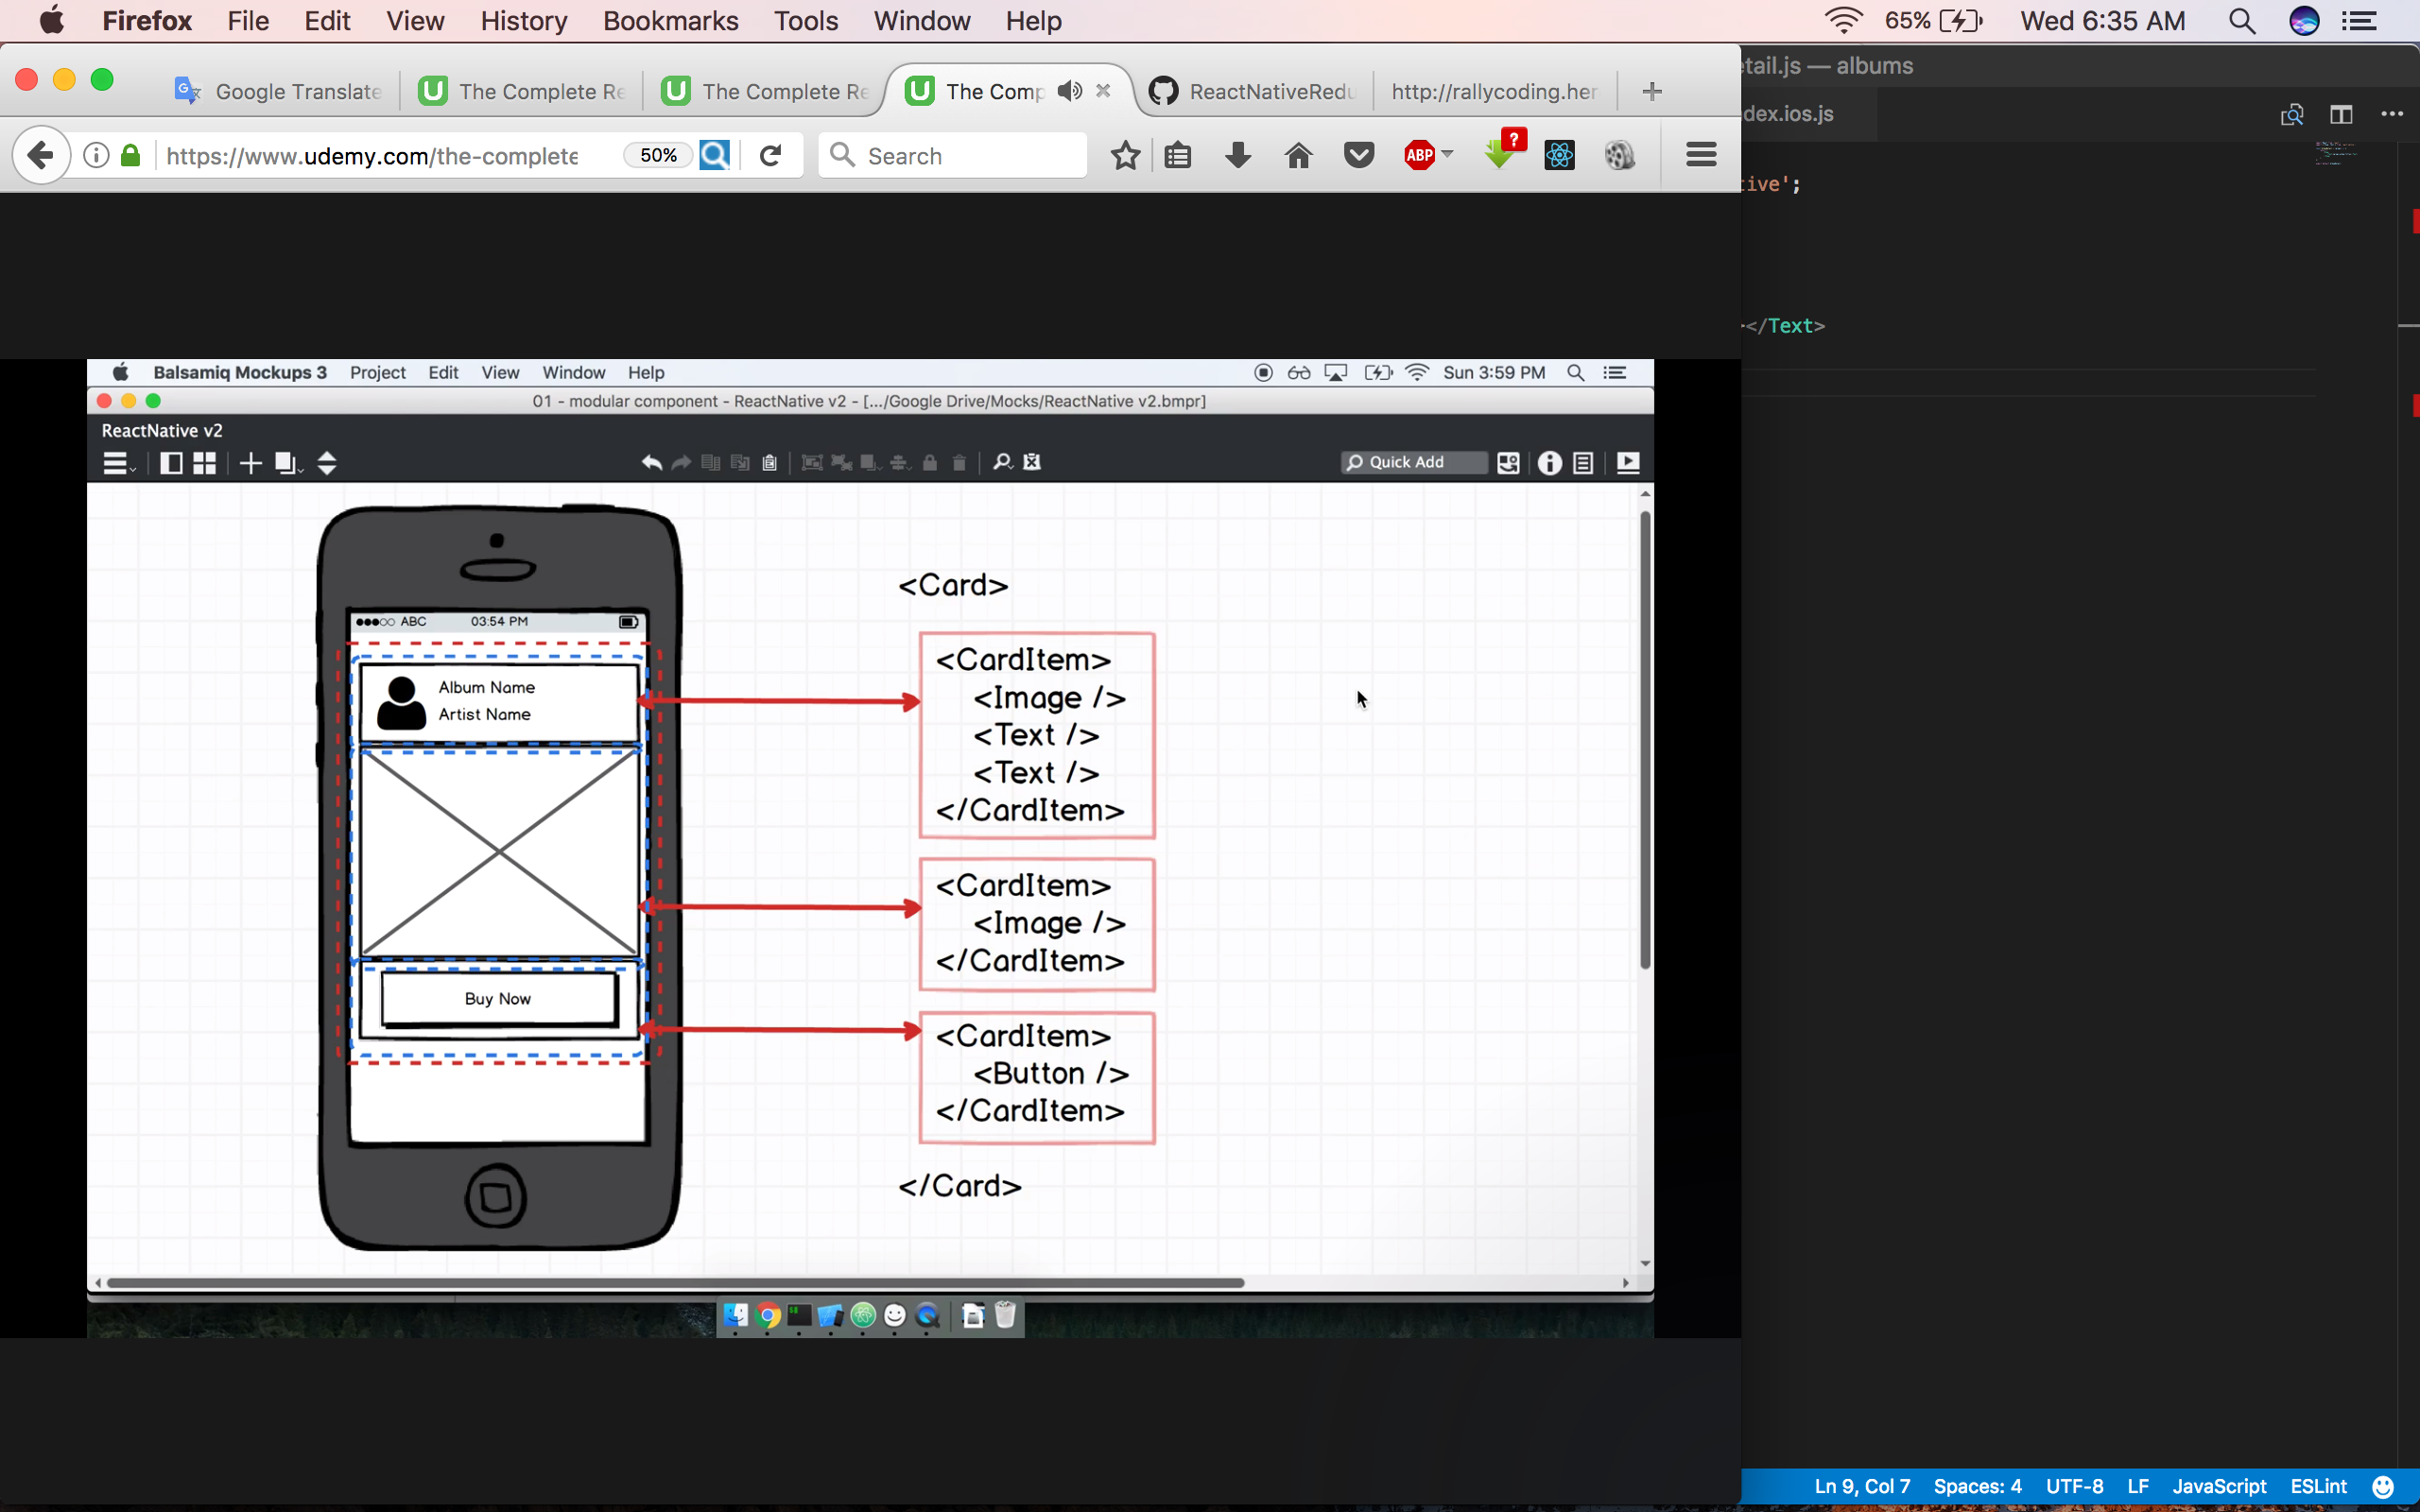 Firefox File Edit View History Bookmarks Tools Window Help 65% Wed 6:35 AM
Google Translate The Complete Re The Complete Re The Comp ReactNativeRedu http://rallycoding.her
https://www.udemy.com/the-complete 50% Search ABP ?
tail.js — albums
dex.ios.js
ive';
></Text>
Balsamiq Mockups 3 Project Edit View Window Help Sun 3:59 PM
01 - modular component - ReactNative v2 - [.../Google Drive/Mocks/ReactNative v2.bmpr]
ReactNative v2
Quick Add
ABC 03:54 PM
Album Name
Artist Name
Buy Now
<Card>
<CardItem>
<Image />
<Text />
<Text />
</CardItem>
<CardItem>
<Image />
</CardItem>
<CardItem>
<Button />
</CardItem>
</Card>
Ln 9, Col 7 Spaces: 4 UTF-8 LF JavaScript ESLint